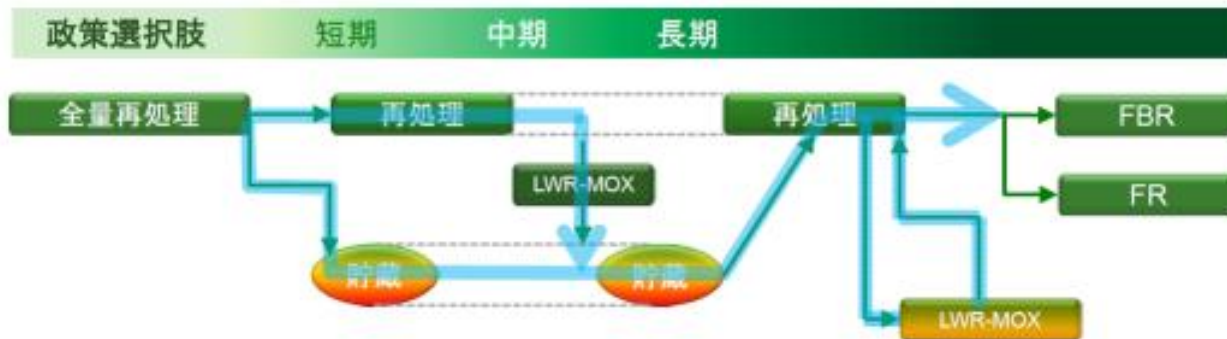 政策選択肢 短期 中期 長期
全量再処理 再処理 再処理 FBR
LWR-MOX FR
貯蔵 貯蔵
LWR-MOX